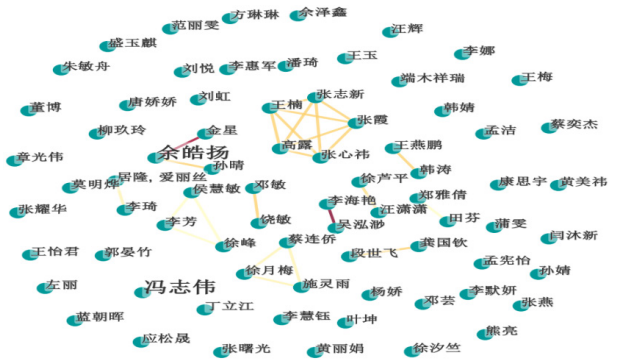 方琳琳
佘泽鑫
范丽雯
汪辉
盛玉麒
李娜
王玉
刘悦
李惠军
潘琦
朱敏舟
端木祥瑞
王梅
张志新
刘虹
王楠
唐娇娇
董博
韩婧
张霞
蔡奕杰
孟洁
柳玖玲
金星
高露
王燕鹏
余皓扬
张心祎
章光伟
孙晴
韩涛
居隆, 爱丽丝
莫明烨
侯慧敏
邓敏
徐芦平
康思宇
黄美祎
李海艳
郑雅倩
张耀华
李琦
汪潇潇
李芳
饶敏
吴泓渺
田芬
蒲雯
闫沐新
徐峰
蔡连侨
龚国钦
王怡君
郭晏竹
段世飞
孟宪怡
徐月梅
孙婧
左丽
冯志伟
施灵雨
杨娇
李默妍
邓芸
张燕
丁立江
蓝朝晖
李慧钰
叶坤
熊亮
应松晟
张曙光
黄丽娟
徐汐竺